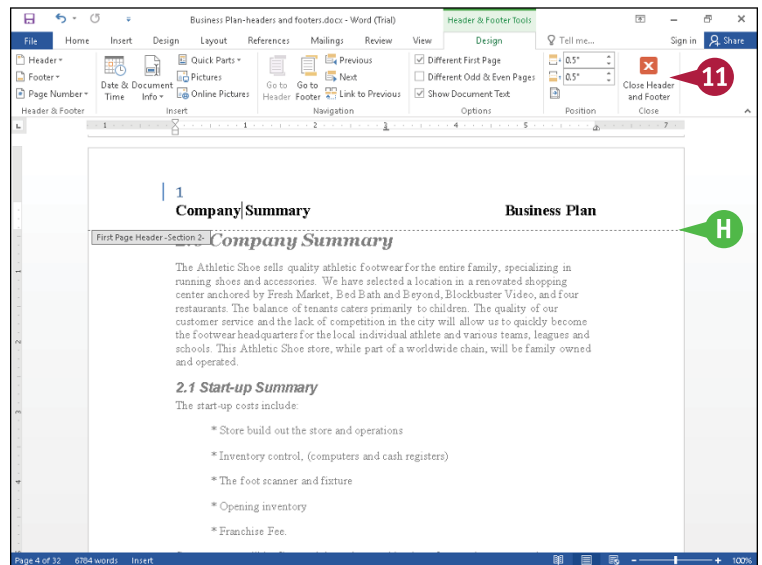 Business Plan-headers and footers.docx - Word (Trial)
Header & Footer Tools
File Home Insert Design Layout References Mailings Review View Design Tell me... Sign in Share
Header
Footer
Page Number
Header & Footer
Date & Time
Document Info
Quick Parts
Pictures
Online Pictures
Insert
Go to Header
Go to Footer
Previous
Next
Link to Previous
Navigation
Different First Page
Different Odd & Even Pages
Show Document Text
Options
0.5"
0.5"
Position
Close Header and Footer
Close
11
1 1 2 3 4 5 7
1
Company Summary Business Plan
H
First Page Header -Section 2-
Company Summary
The Athletic Shoe sells quality athletic footwear for the entire family, specializing in
running shoes and accessories. We have selected a location in a renovated shopping
center anchored by Fresh Market, Bed Bath and Beyond, Blockbuster Video, and four
restaurants. The balance of tenants caters primarily to children. The quality of our
customer service and the lack of competition in the city will allow us to quickly become
the footwear headquarters for the local individual athlete and various teams, leagues and
schools. This Athletic Shoe store, while part of a worldwide chain, will be family owned
and operated.
2.1 Start-up Summary
The start-up costs include:
* Store build out the store and operations
* Inventory control, (computers and cash registers)
* The foot scanner and fixture
* Opening inventory
* Franchise Fee.
Page 4 of 32 6784 words Insert 100%